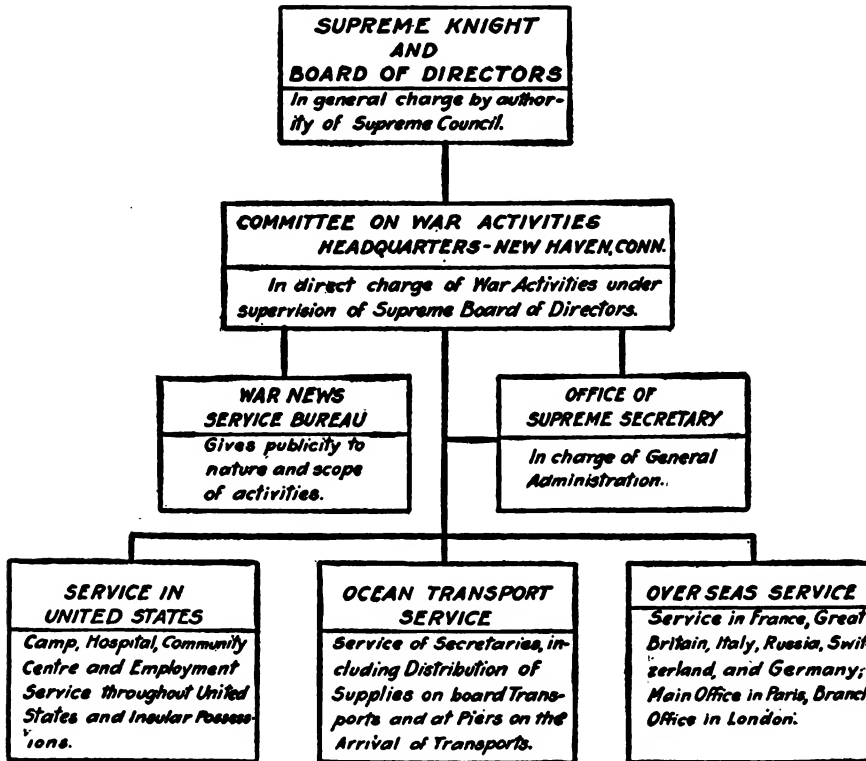 SUPREME KNIGHT
AND
BOARD OF DIRECTORS
In general charge by author-
ity of Supreme Council.
COMMITTEE ON WAR ACTIVITIES
HEADQUARTERS-NEW HAVEN, CONN.
In direct charge of War Activities under
supervision of Supreme Board of Directors.
WAR NEWS
SERVICE BUREAU
Gives publicity to
nature and scope
of activities.
OFFICE OF
SUPREME SECRETARY
In charge of General
Administration.
SERVICE IN
UNITED STATES
Camp, Hospital, Community
Centre and Employment
Service throughout United
States and Insular Possess-
ions.
OCEAN TRANSPORT
SERVICE
Service of Secretaries, in-
cluding Distribution of
Supplies on board Trans-
ports and at Piers on the
Arrival of Transports.
OVERSEAS SERVICE
Service in France, Great
Britain, Italy, Russia, Swit-
zerland, and Germany;
Main Office in Paris, Branch
Office in London.